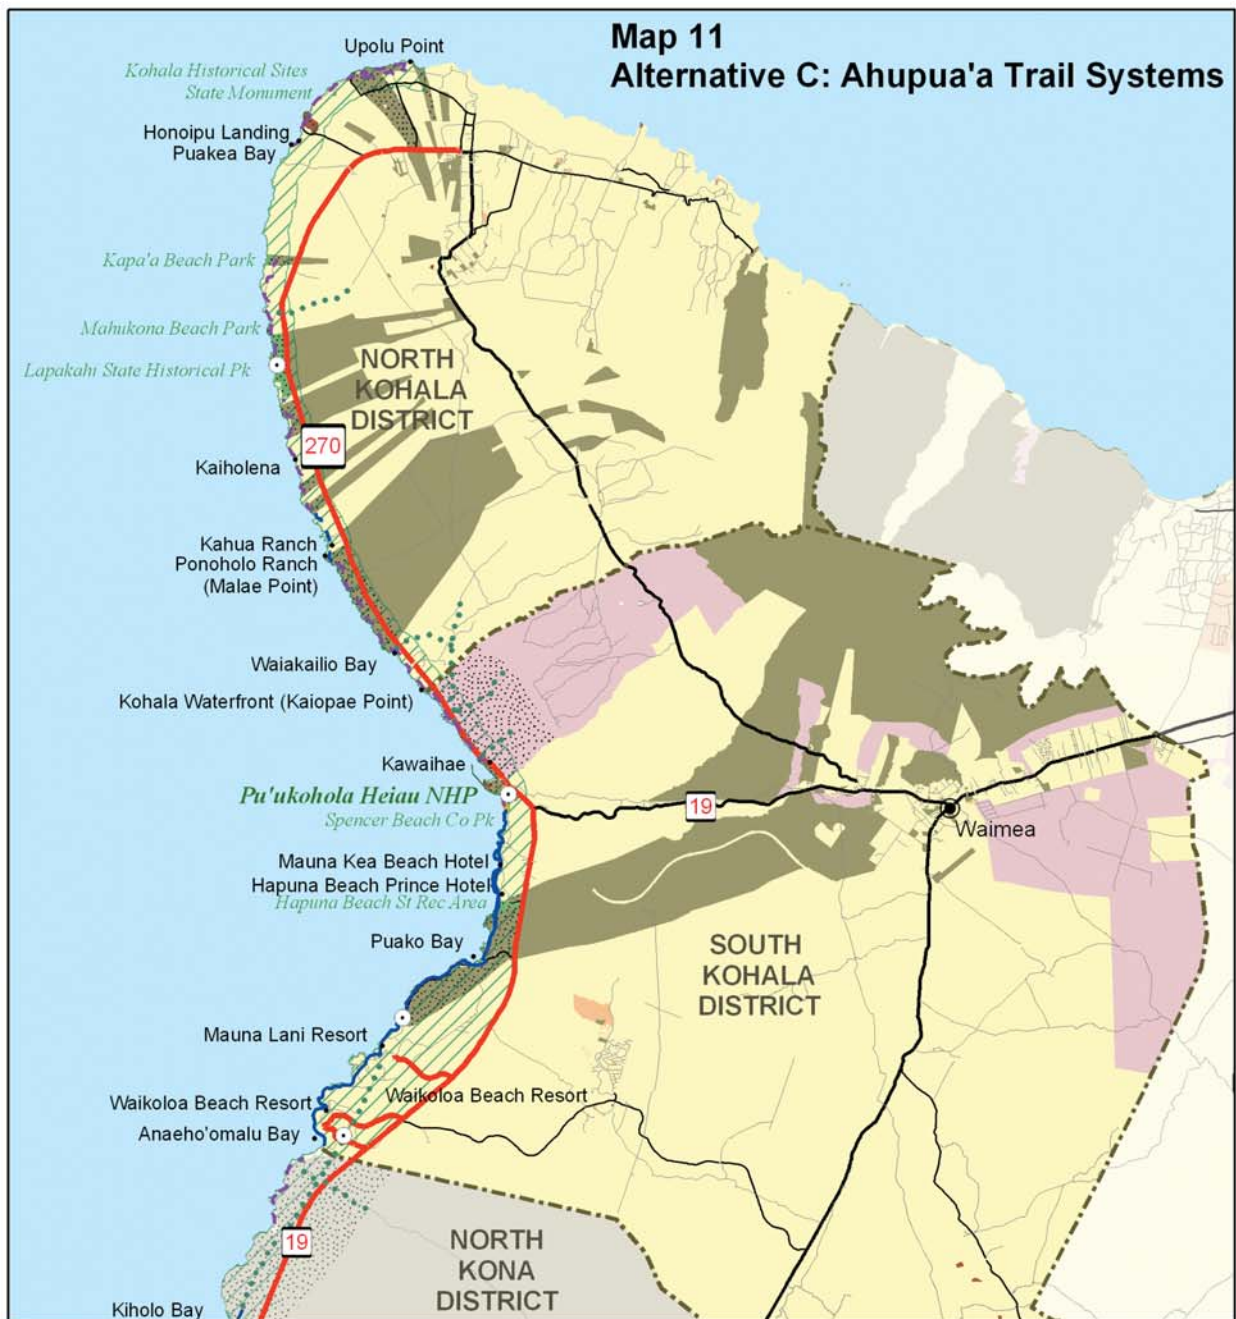 Map 11
Alternative C: Ahupua'a Trail Systems
Upolu Point
Kohala Historical Sites
State Monument
Honoipu Landing
Puakea Bay
Kapa'a Beach Park
Mahukona Beach Park
Lapakahi State Historical Pk
NORTH
KOHALA
DISTRICT
270
Kaiholena
Kahua Ranch
Ponoholo Ranch
(Malae Point)
Waiakailio Bay
Kohala Waterfront (Kaiopae Point)
Kawaihae
Pu'ukohola Heiau NHP
Spencer Beach Co Pk
19
Waimea
Mauna Kea Beach Hotel
Hapuna Beach Prince Hotel
Hapuna Beach St Rec Area
Puako Bay
SOUTH
KOHALA
DISTRICT
Mauna Lani Resort
Waikoloa Beach Resort
Waikoloa Beach Resort
Anaeho'omalu Bay
19
NORTH
KONA
DISTRICT
Kiholo Bay